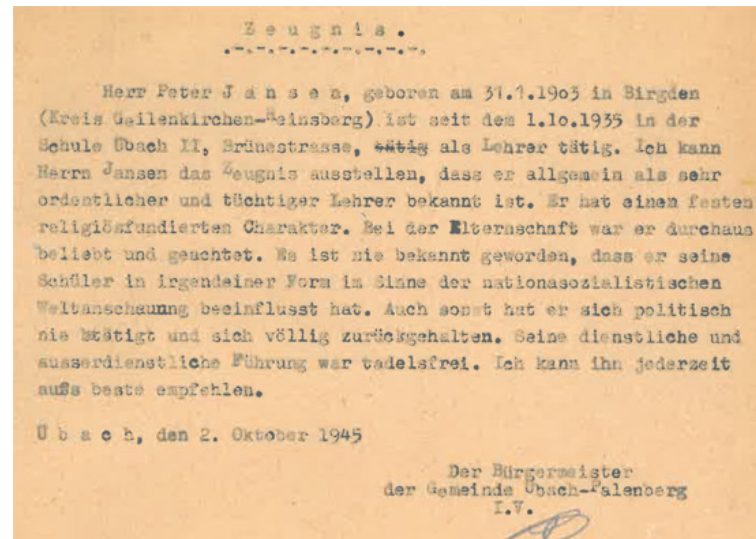 Z e u g n i s .
Herr Peter J a n s e n, geboren am 31.1.1903 in Birgden
(Kreis Geilenkirchen-Heinsberg) ist seit dem 1.10.1935 in der
Schule Übach II, Brünestrasse, tätig als Lehrer tätig. Ich kann
Herrn Jansen das Zeugnis ausstellen, dass er allgemein als sehr
ordentlicher und tüchtiger Lehrer bekannt ist. Er hat einen festen
religiösfundierten Charakter. Bei der Elternschaft war er durchaus
beliebt und geachtet. Es ist nie bekannt geworden, dass er seine
Schüler in irgendeiner Form im Sinne der nationasozialistischen
Weltanschauung beeinflusst hat. Auch sonst hat er sich politisch
nie btätigt und sich völlig zurückgehalten. Seine dienstliche und
ausserdienstliche Führung war tadelsfrei. Ich kann ihn jederzeit
aufs beste empfehlen.
Ü b a c h, den 2. Oktober 1945
Der Bürgermeister
der Gemeinde Übach-Palenberg
I.V.